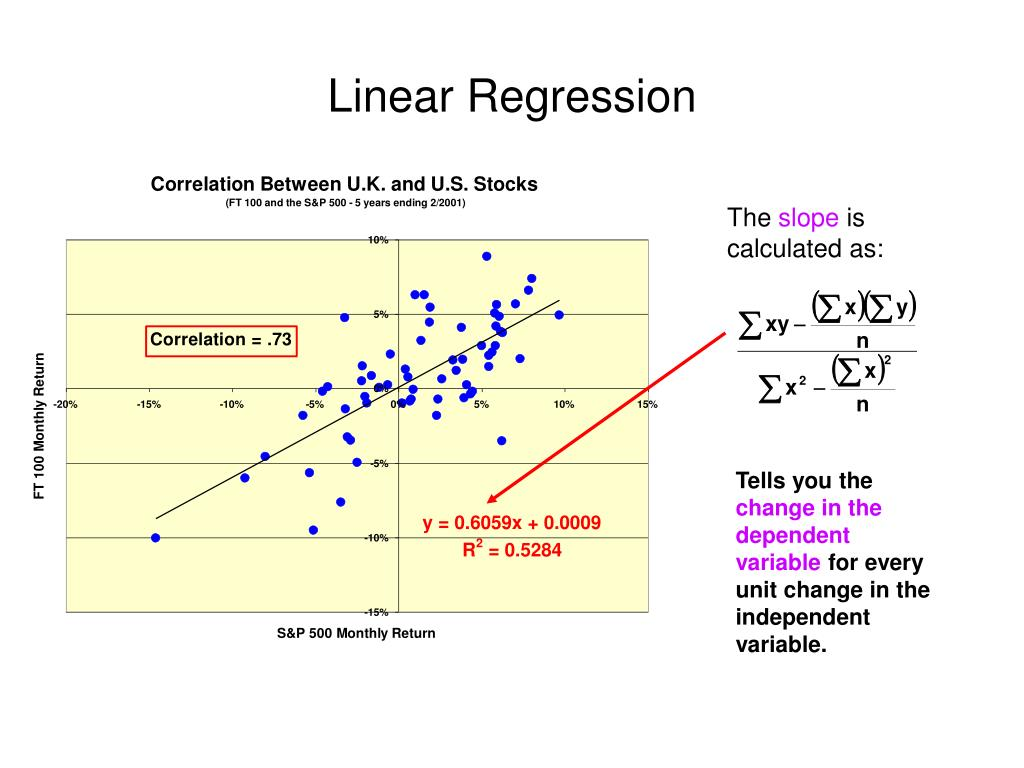 Linear Regression
Correlation Between U.K. and U.S. Stocks
(FT 100 and the S&P 500 - 5 years ending 2/2001)
The slope is
calculated as:
10%
5%
0%
-5%
-10%
-15%
-20%
-15%
-10%
-5%
0%
5%
10%
15%
FT 100 Monthly Return
S&P 500 Monthly Return
Correlation = .73
y = 0.6059x + 0.0009
R² = 0.5284
∑xy − (∑x)(∑y)
n
∑x² − (∑x)²
n
Tells you the
change in the
dependent
variable for every
unit change in the
independent
variable.